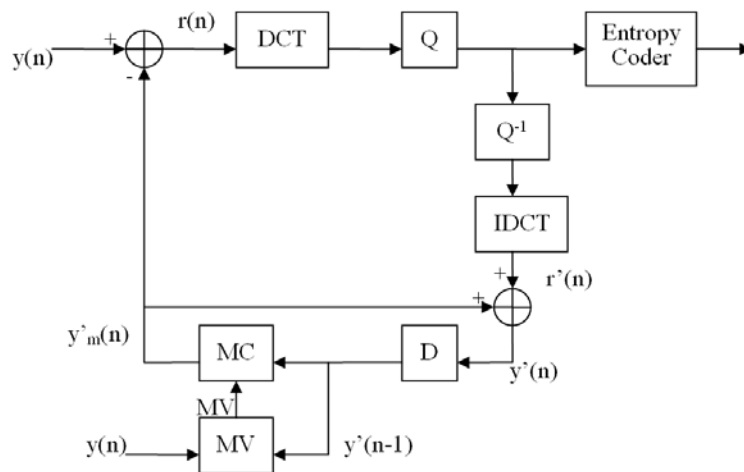 r(n)
DCT
Q
Entropy
Coder
+
y(n)
-
Q-1
IDCT
+
r'(n)
+
y'm(n)
MC
D
y'(n)
MV
y(n)
MV
y'(n-1)